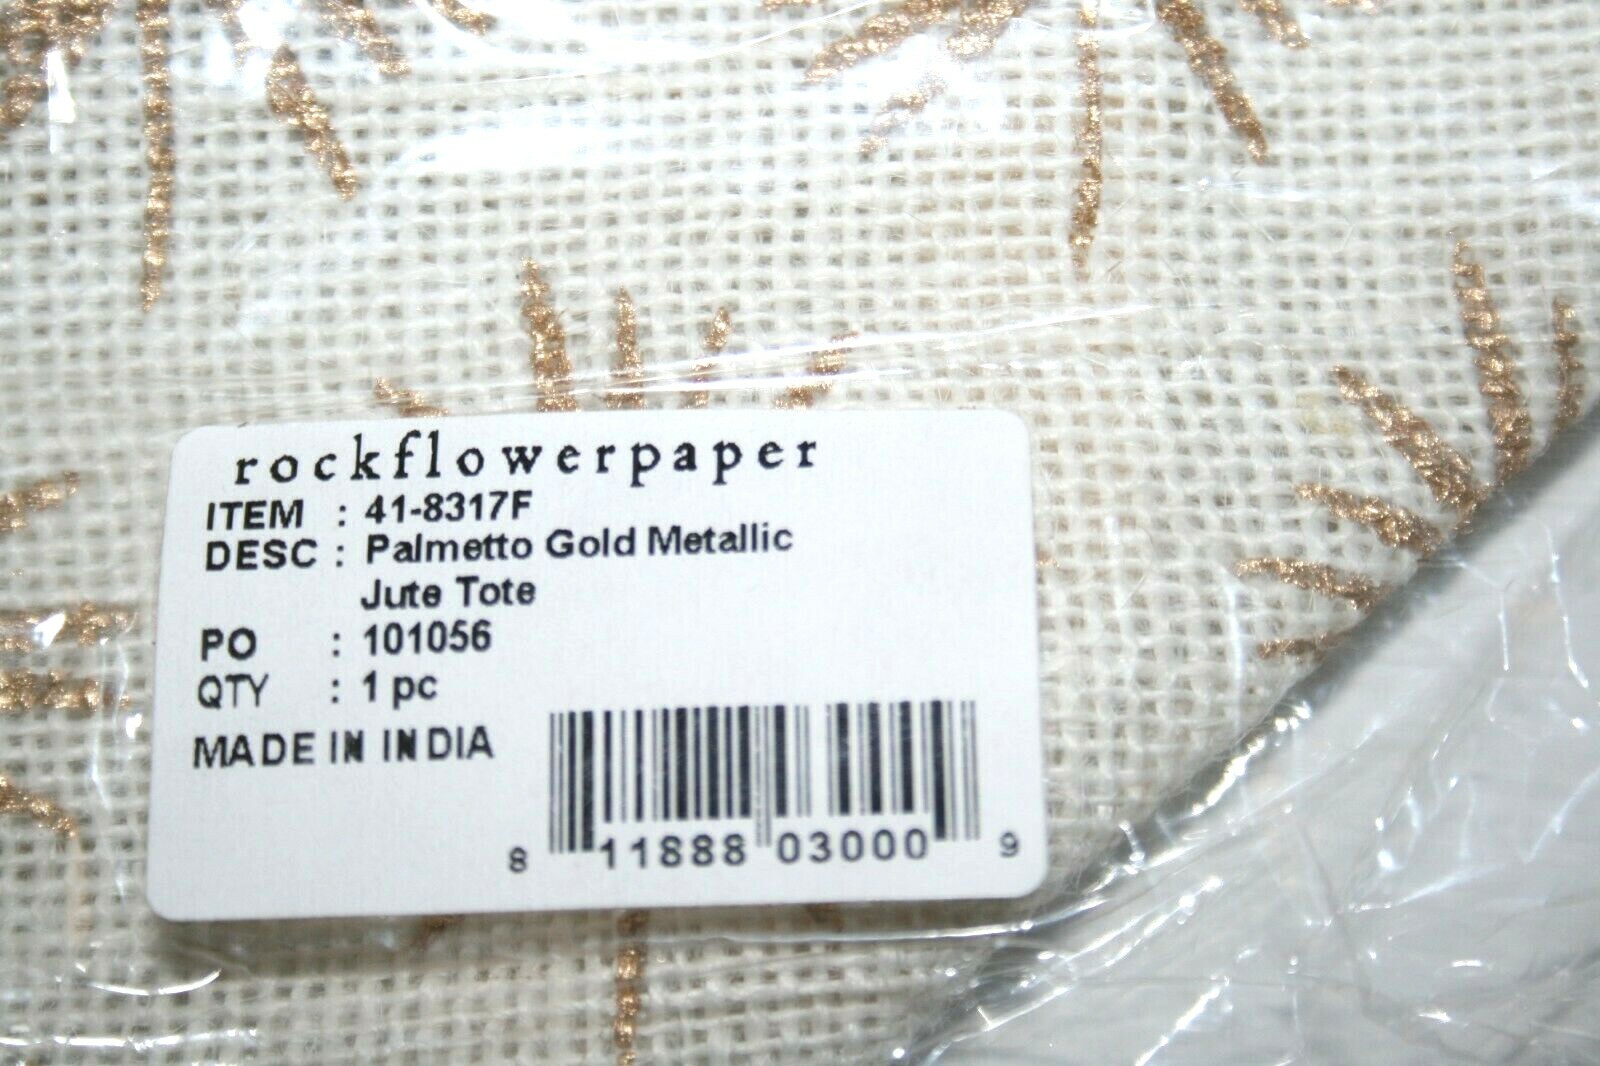 rockflowerpaper
ITEM : 41-8317F
DESC : Palmetto Gold Metallic
Jute Tote
PO : 101056
QTY : 1 pc
MADE IN INDIA
8 11888 03000 9